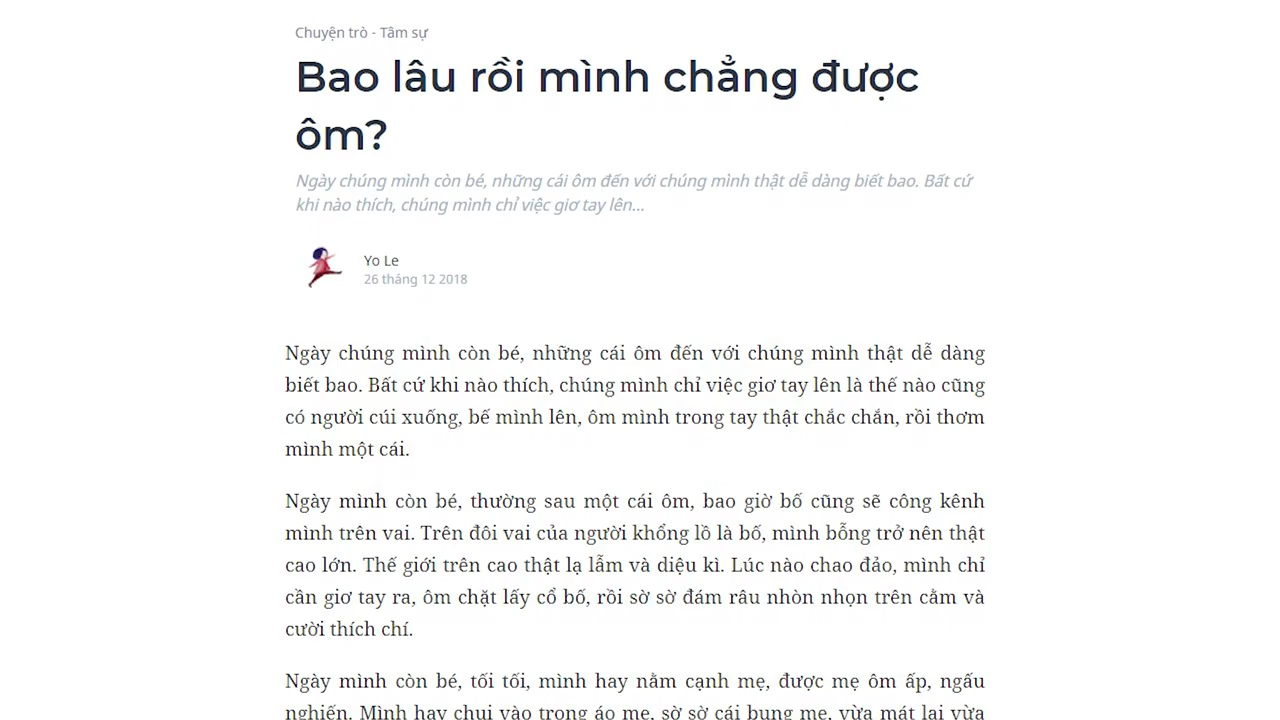 Chuyện trò - Tâm sự
Bao lâu rồi mình chẳng được
ôm?
Ngày chúng mình còn bé, những cái ôm đến với chúng mình thật dễ dàng biết bao. Bất cứ
khi nào thích, chúng mình chỉ việc giơ tay lên...
Yo Le
26 tháng 12 2018
Ngày chúng mình còn bé, những cái ôm đến với chúng mình thật dễ dàng
biết bao. Bất cứ khi nào thích, chúng mình chỉ việc giơ tay lên là thế nào cũng
có người cúi xuống, bế mình lên, ôm mình trong tay thật chắc chắn, rồi thơm
mình một cái.
Ngày mình còn bé, thường sau một cái ôm, bao giờ bố cũng sẽ công kênh
mình trên vai. Trên đôi vai của người khổng lồ là bố, mình bỗng trở nên thật
cao lớn. Thế giới trên cao thật lạ lẫm và diệu kì. Lúc nào chao đảo, mình chỉ
cần giơ tay ra, ôm chặt lấy cổ bố, rồi sờ sờ đám râu nhòn nhọn trên cằm và
cười thích chí.
Ngày mình còn bé, tối tối, mình hay nằm cạnh mẹ, được mẹ ôm ấp, ngấu
nghiến. Mình hay chui vào trong áo mẹ, sờ sờ cái bụng mẹ, vừa mát lại vừa